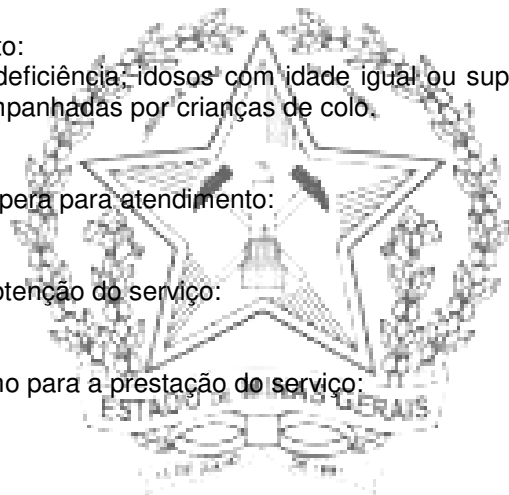 to:
deficiência; idosos com idade igual ou sup
mpanhadas por crianças de colo.
pera para atendimento:
btenção do serviço:
no para a prestação do serviço:
ESTADO DE MINAS GERAIS